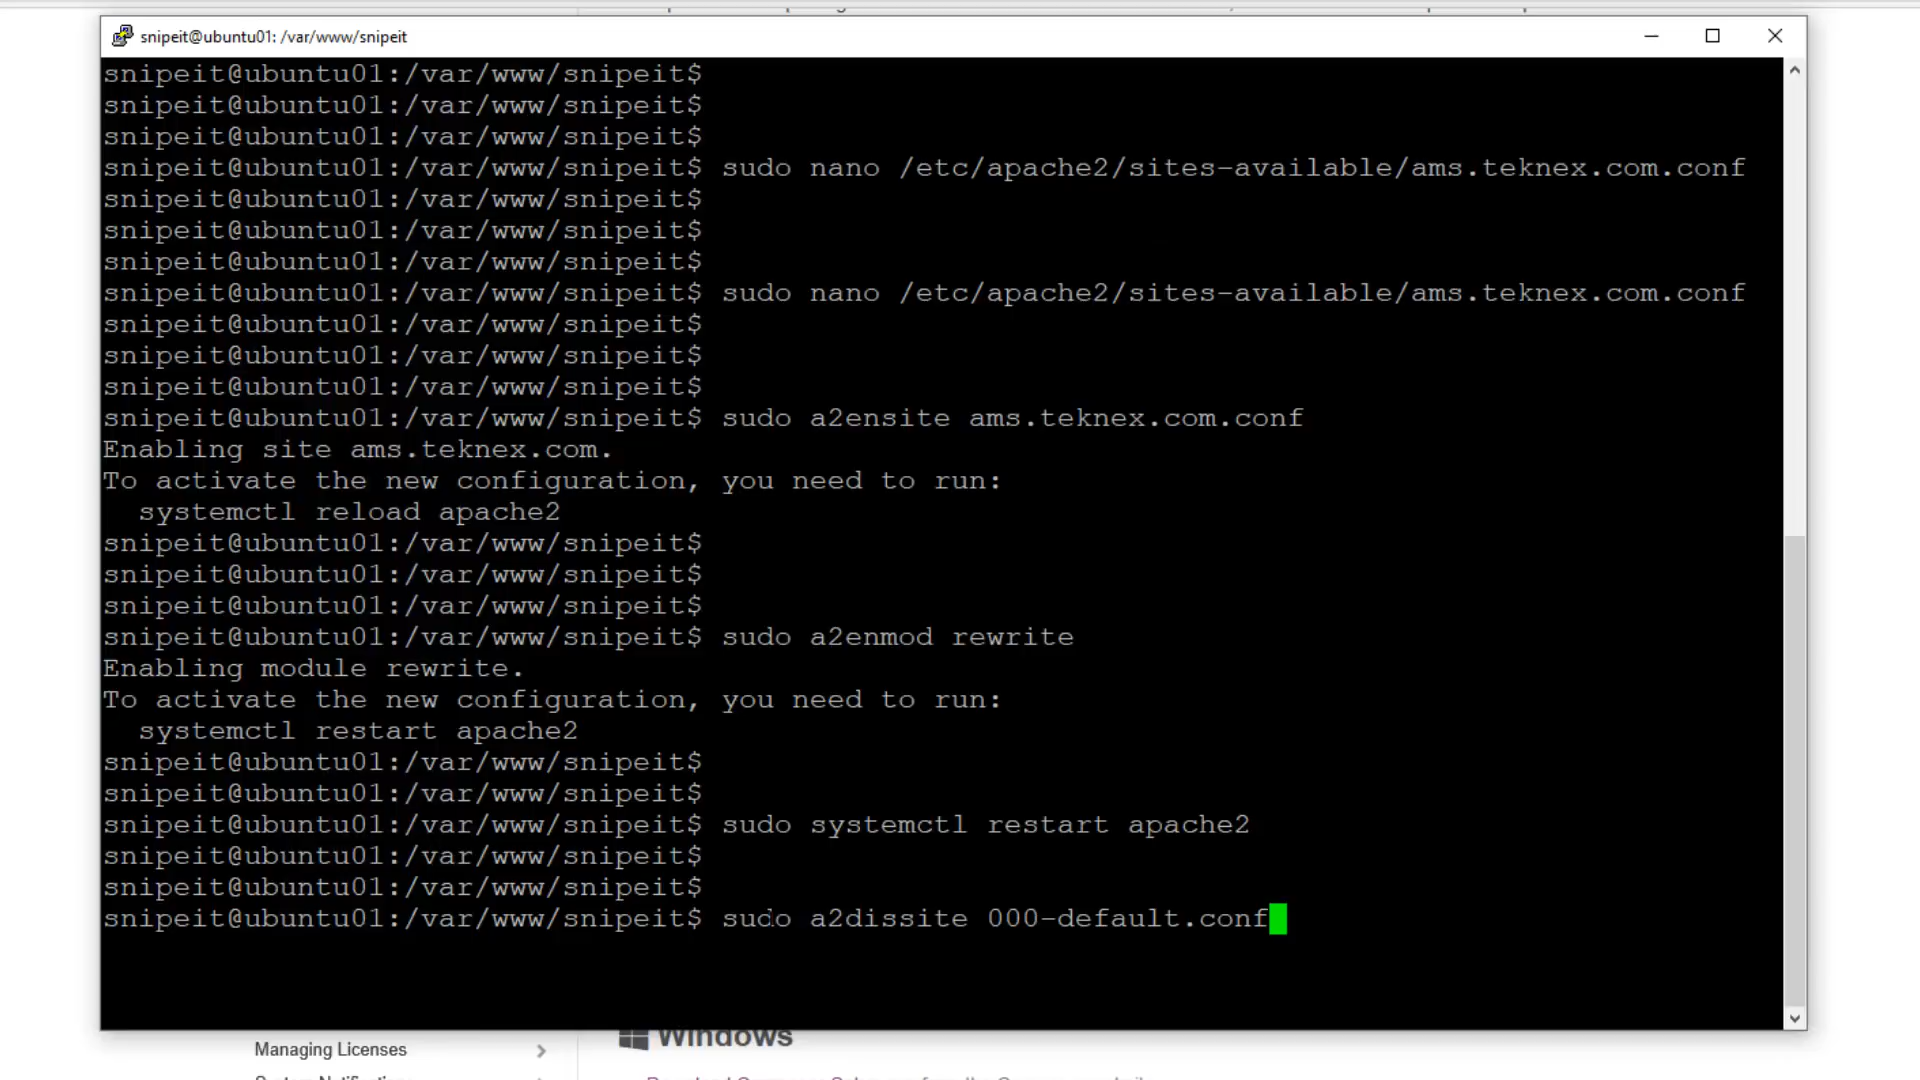 snipeit@ubuntu01: /var/www/snipeit
snipeit@ubuntu01:/var/www/snipeit$
snipeit@ubuntu01:/var/www/snipeit$
snipeit@ubuntu01:/var/www/snipeit$
snipeit@ubuntu01:/var/www/snipeit$ sudo nano /etc/apache2/sites-available/ams.teknex.com.conf
snipeit@ubuntu01:/var/www/snipeit$
snipeit@ubuntu01:/var/www/snipeit$
snipeit@ubuntu01:/var/www/snipeit$
snipeit@ubuntu01:/var/www/snipeit$ sudo nano /etc/apache2/sites-available/ams.teknex.com.conf
snipeit@ubuntu01:/var/www/snipeit$
snipeit@ubuntu01:/var/www/snipeit$
snipeit@ubuntu01:/var/www/snipeit$
snipeit@ubuntu01:/var/www/snipeit$ sudo a2ensite ams.teknex.com.conf
Enabling site ams.teknex.com.
To activate the new configuration, you need to run:
  systemctl reload apache2
snipeit@ubuntu01:/var/www/snipeit$
snipeit@ubuntu01:/var/www/snipeit$
snipeit@ubuntu01:/var/www/snipeit$
snipeit@ubuntu01:/var/www/snipeit$ sudo a2enmod rewrite
Enabling module rewrite.
To activate the new configuration, you need to run:
  systemctl restart apache2
snipeit@ubuntu01:/var/www/snipeit$
snipeit@ubuntu01:/var/www/snipeit$
snipeit@ubuntu01:/var/www/snipeit$ sudo systemctl restart apache2
snipeit@ubuntu01:/var/www/snipeit$
snipeit@ubuntu01:/var/www/snipeit$
snipeit@ubuntu01:/var/www/snipeit$ sudo a2dissite 000-default.conf
Windows
Managing Licenses